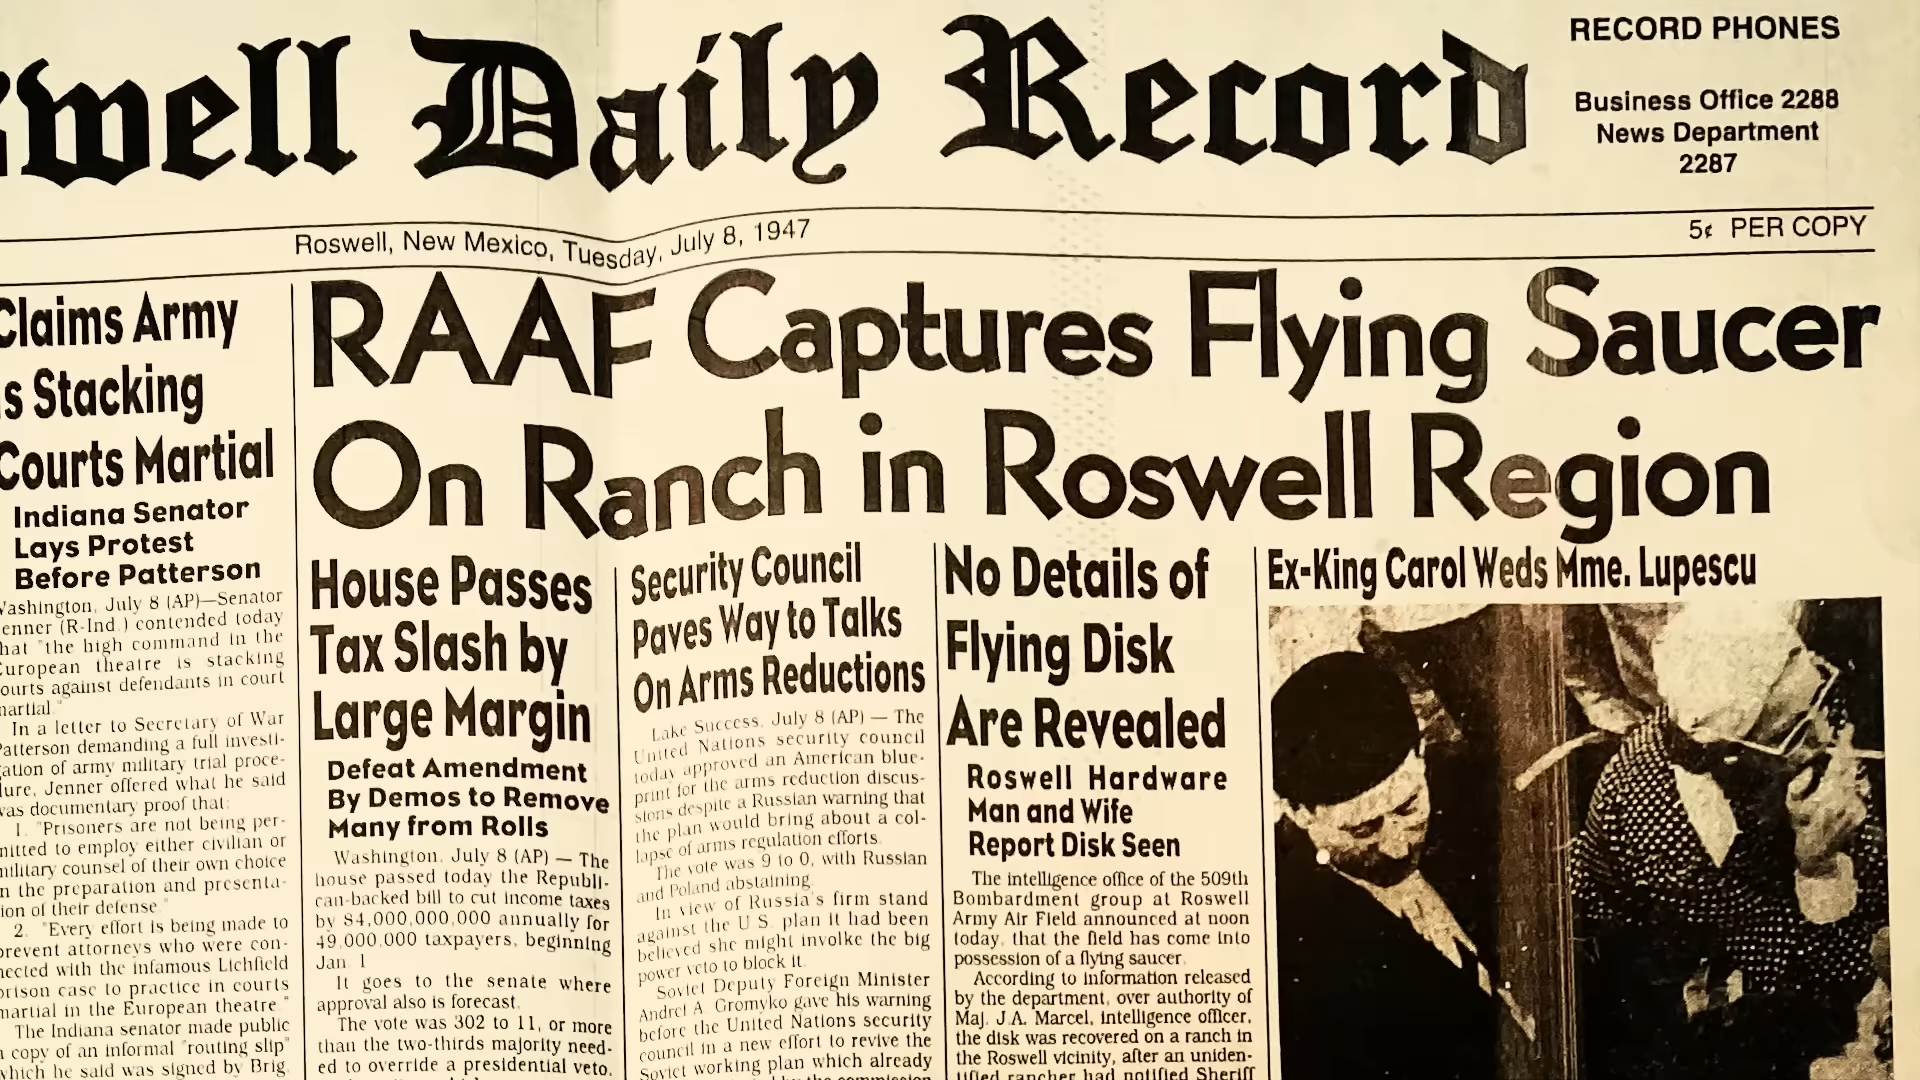 swell Daily Record
RECORD PHONES
Business Office 2288
News Department
2287
Roswell, New Mexico, Tuesday, July 8, 1947
5¢ PER COPY
RAAF Captures Flying Saucer
On Ranch in Roswell Region
Claims Army
Stacking
Courts Martial
Indiana Senator
Lays Protest
Before Patterson
Washington, July 8 (AP)—Senator
Jenner (R-Ind.) contended today
that "the high command in the
European theatre is stacking
courts against defendants in court
martial."
In a letter to Secretary of War
Patterson demanding a full investi-
gation of army military trial proce-
dure, Jenner offered what he said
was documentary proof that:
1. "Prisoners are not being per-
mitted to employ either civilian or
military counsel of their own choice
in the preparation and presenta-
tion of their defense."
2. "Every effort is being made to
prevent attorneys who were con-
nected with the infamous Lichfield
prison case to practice in courts
martial in the European theatre."
The Indiana senator made public
a copy of an informal "routing slip"
which he said was signed by Brig.
House Passes
Tax Slash by
Large Margin
Defeat Amendment
By Demos to Remove
Many from Rolls
Washington, July 8 (AP) — The
house passed today the Republi-
can-backed bill to cut income taxes
by $4,000,000,000 annually for
49,000,000 taxpayers, beginning
Jan 1
It goes to the senate where
approval also is forecast.
The vote was 302 to 11, or more
than the two-thirds majority need-
ed to override a presidential veto.
Security Council
Paves Way to Talks
On Arms Reductions
Lake Success, July 8 (AP) — The
United Nations security council
today approved an American blue-
print for the arms reduction discus-
sions despite a Russian warning that
the plan would bring about a col-
lapse of arms regulation efforts.
The vote was 9 to 0, with Russian
and Poland abstaining.
In view of Russia's firm stand
against the U.S. plan it had been
believed she might involke the big
power veto to block it.
Soviet Deputy Foreign Minister
Andrei A Gromyko gave his warning
before the United Nations security
council in a new effort to revive the
Soviet working plan which already
No Details of
Flying Disk
Are Revealed
Roswell Hardware
Man and Wife
Report Disk Seen
The intelligence office of the 509th
Bombardment group at Roswell
Army Air Field announced at noon
today, that the field has come into
possession of a flying saucer.
According to information released
by the department, over authority of
Maj. J.A. Marcel, intelligence officer,
the disk was recovered on a ranch in
the Roswell vicinity, after an uniden-
tified rancher had notified Sheriff
Ex-King Carol Weds Mme. Lupescu